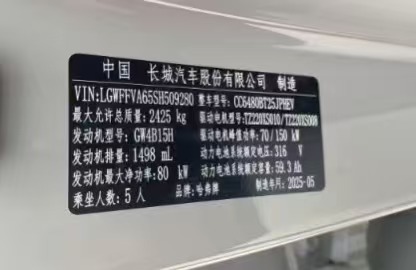 中国 长城汽车股份有限公司 制造
VIN:LGWFFVA65SH509280 整车型号:CC6480BT25JPHEV
最大允许总质量:2425 kg 驱动电机型号:TZ220XS010/TZ220XS008
发动机型号:GW4B15H 驱动电机峰值功率:70/150 kW
发动机排量:1498 mL 动力电池系统额定电压:316 V
发动机最大净功率:80 kW 动力电池系统额定容量:59.3 Ah
乘坐人数:5人 品牌:哈弗牌 制造年月:2025-05